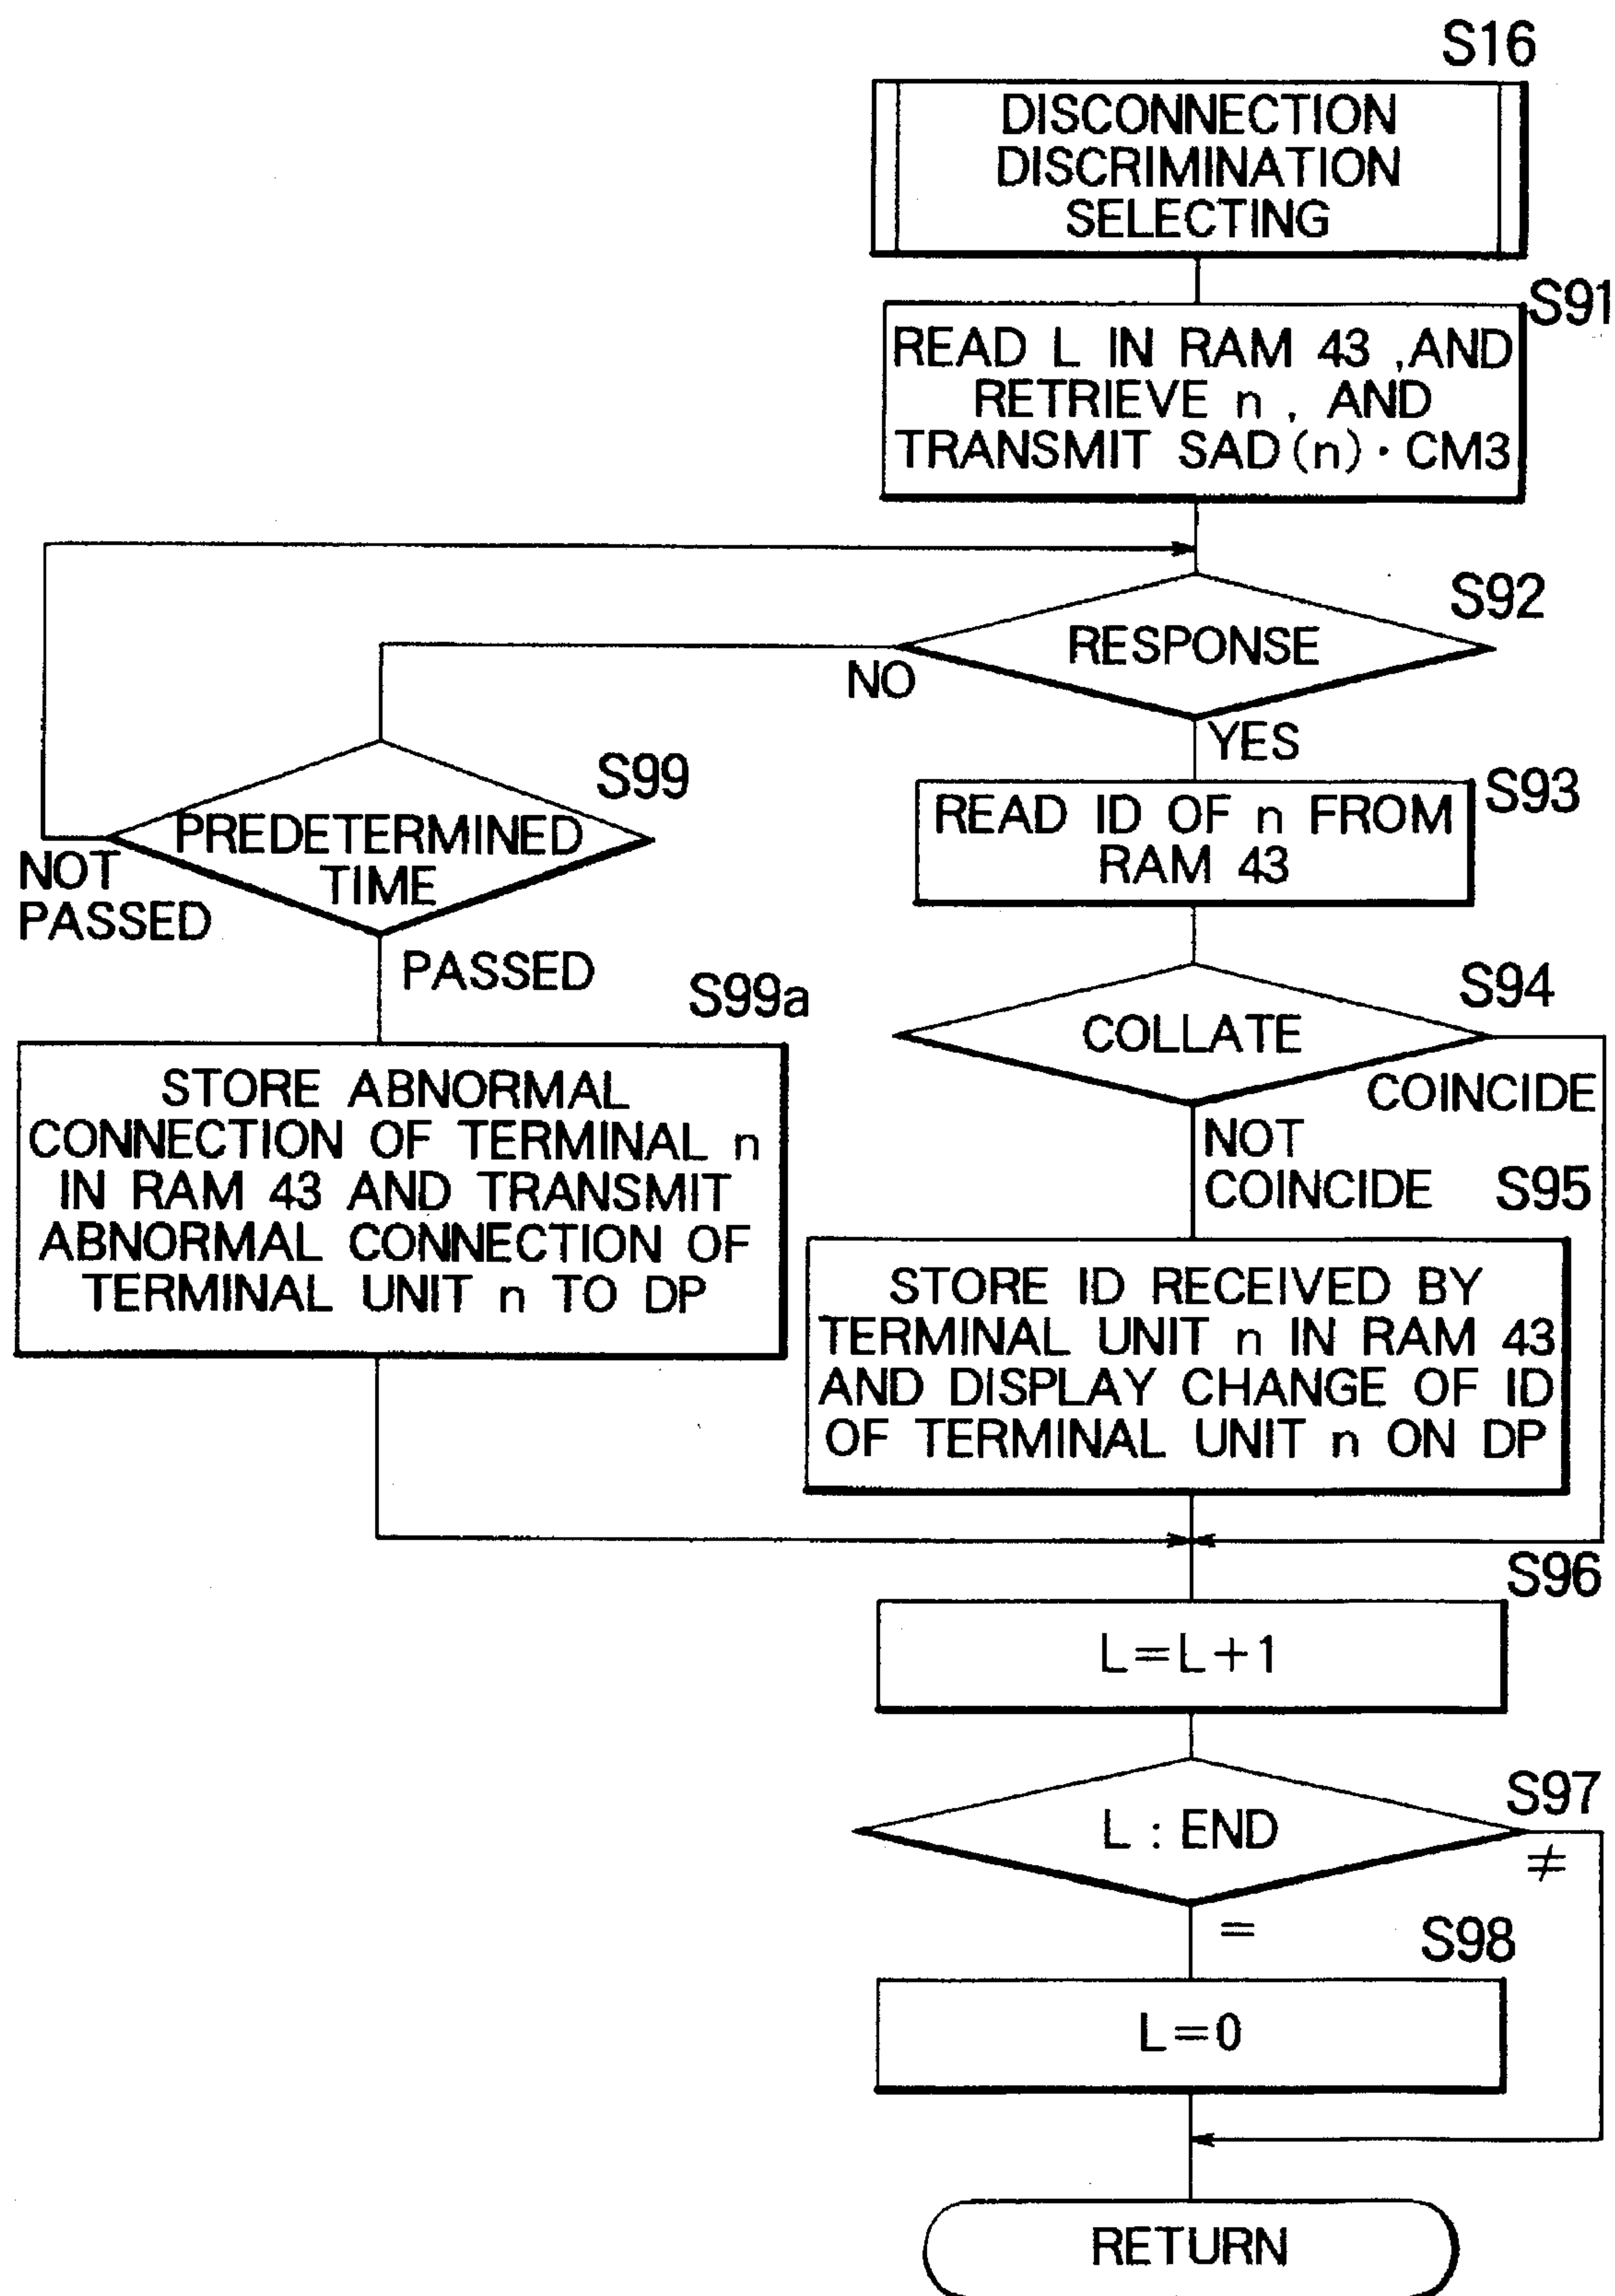 S16
DISCONNECTION
DISCRIMINATION
SELECTING
S91
READ L IN RAM 43 ,AND
RETRIEVE n , AND
TRANSMIT SAD(n)・CM3
S92
RESPONSE
NO
YES
S99
PREDETERMINED
TIME
NOT
PASSED
PASSED
S93
READ ID OF n FROM
RAM 43
S99a
STORE ABNORMAL
CONNECTION OF TERMINAL n
IN RAM 43 AND TRANSMIT
ABNORMAL CONNECTION OF
TERMINAL UNIT n TO DP
S94
COLLATE
COINCIDE
NOT
COINCIDE
S95
STORE ID RECEIVED BY
TERMINAL UNIT n IN RAM 43
AND DISPLAY CHANGE OF ID
OF TERMINAL UNIT n ON DP
S96
L=L+1
S97
L : END
≠
=
S98
L=0
RETURN